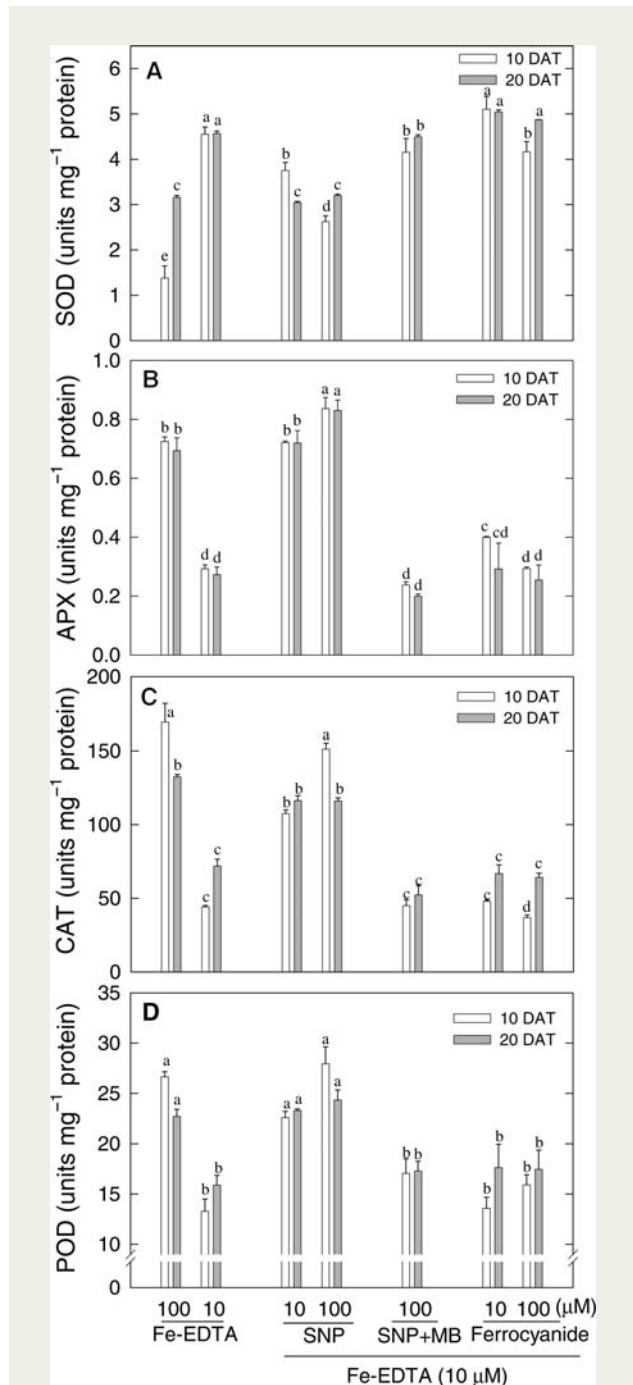 A
10 DAT
20 DAT
SOD (units mg⁻¹ protein)
6
5
4
3
2
1
0
e c a a b c d c b b a a b a
B
10 DAT
20 DAT
APX (units mg⁻¹ protein)
1.0
0.8
0.6
0.4
0.2
0.0
b b d d b b a a d d c cd d d
C
10 DAT
20 DAT
CAT (units mg⁻¹ protein)
200
150
100
50
0
a b c c b b a b c c c c d c
D
10 DAT
20 DAT
POD (units mg⁻¹ protein)
35
30
25
20
15
10
0
a a b b a a a a b b b b b b
100 10 10 100 100 10 100 (μM)
Fe-EDTA SNP SNP+MB Ferrocyanide
Fe-EDTA (10 μM)